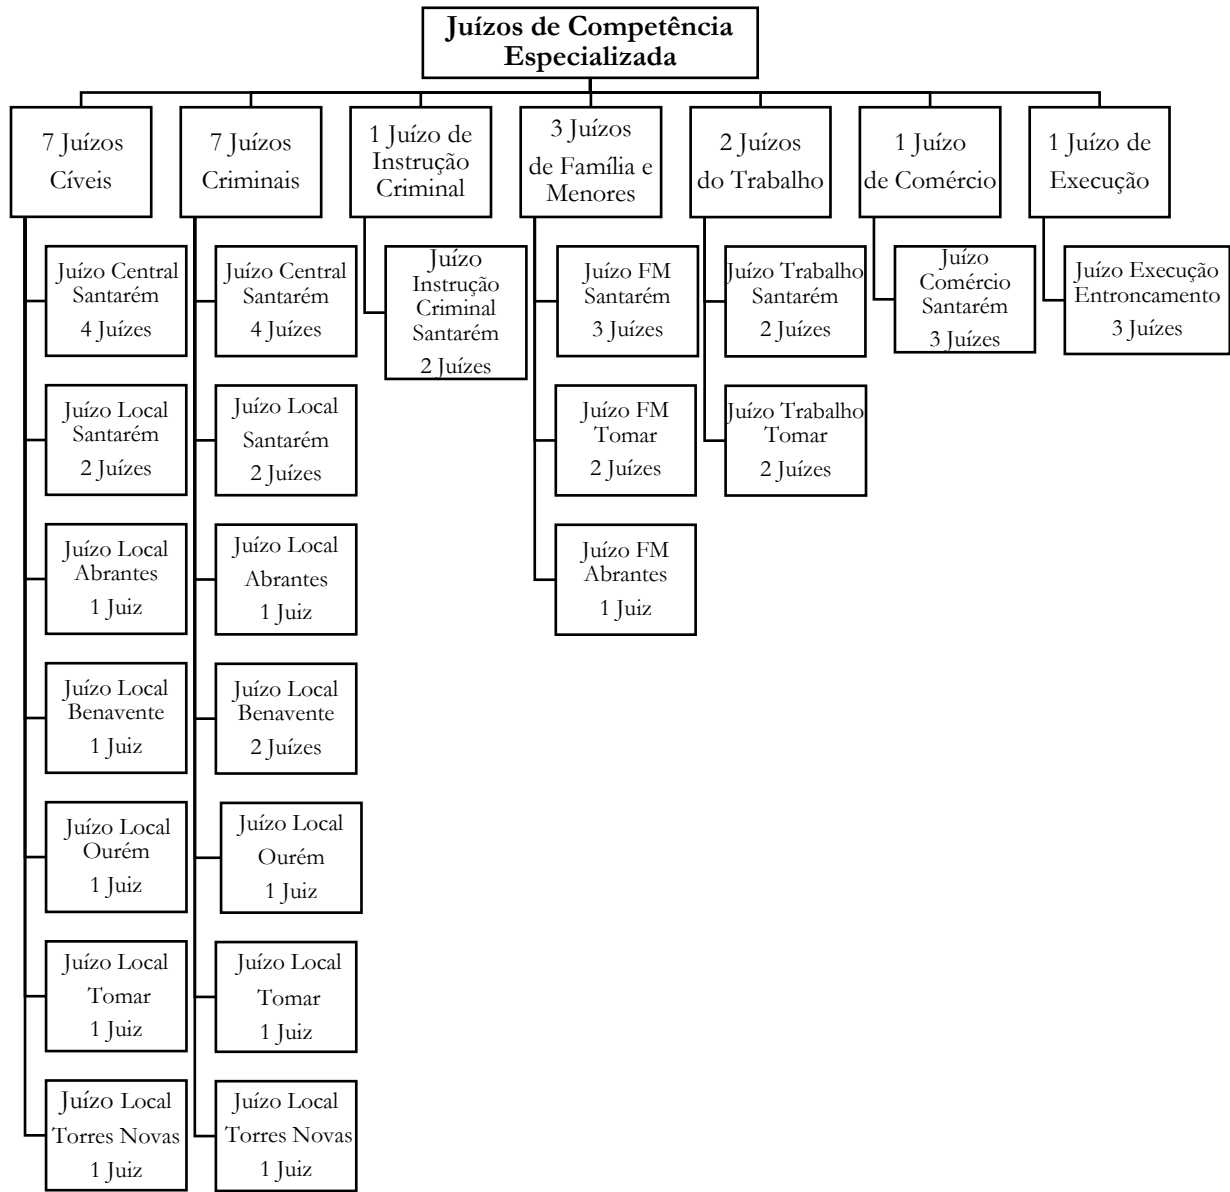 Juízos de Competência
Especializada
7 Juízos
Cíveis
7 Juízos
Criminais
1 Juízo de
Instrução
Criminal
3 Juízos
de Família e
Menores
2 Juízos
do Trabalho
1 Juízo
de Comércio
1 Juízo de
Execução
Juízo Central
Santarém
4 Juízes
Juízo Local
Santarém
2 Juízes
Juízo Local
Abrantes
1 Juiz
Juízo Local
Benavente
1 Juiz
Juízo Local
Ourém
1 Juiz
Juízo Local
Tomar
1 Juiz
Juízo Local
Torres Novas
1 Juiz
Juízo Central
Santarém
4 Juízes
Juízo Local
Santarém
2 Juízes
Juízo Local
Abrantes
1 Juiz
Juízo Local
Benavente
2 Juízes
Juízo Local
Ourém
1 Juiz
Juízo Local
Tomar
1 Juiz
Juízo Local
Torres Novas
1 Juiz
Juízo
Instrução
Criminal
Santarém
2 Juízes
Juízo FM
Santarém
3 Juízes
Juízo FM
Tomar
2 Juízes
Juízo FM
Abrantes
1 Juiz
Juízo Trabalho
Santarém
2 Juízes
Juízo Trabalho
Tomar
2 Juízes
Juízo
Comércio
Santarém
3 Juízes
Juízo Execução
Entroncamento
3 Juízes